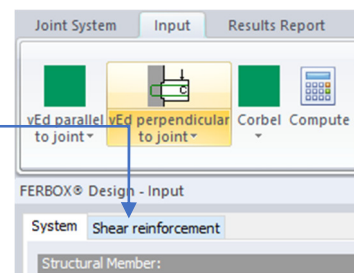 Joint System Input Results Report
vEd parallel vEd perpendicular Corbel Compute
to joint to joint
FERBOX® Design - Input
System Shear reinforcement
Structural Member: